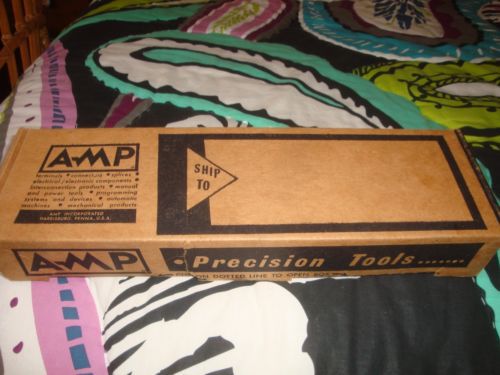 AMP
terminals • connectors • splices
electrical/electronic components •
Interconnection products • manual
and power tools • programming
systems and devices • automatic
machines • mechanical products
AMP INCORPORATED
HARRISBURG, PENNA., U.S.A.
SHIP
TO
AMP • Precision Tools.......
ON DOTTED LINE TO OPEN BOX